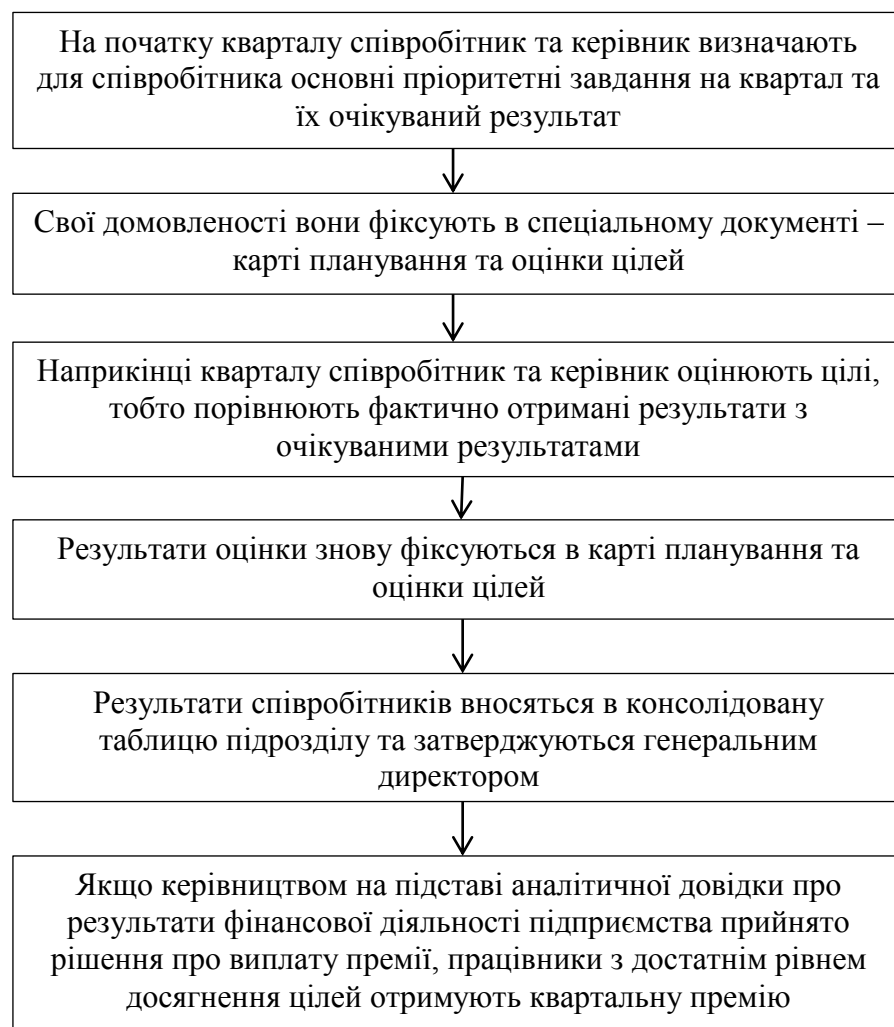 На початку кварталу співробітник та керівник визначають
для співробітника основні пріоритетні завдання на квартал та
їх очікуваний результат
Свої домовленості вони фіксують в спеціальному документі –
карті планування та оцінки цілей
Наприкінці кварталу співробітник та керівник оцінюють цілі,
тобто порівнюють фактично отримані результати з
очікуваними результатами
Результати оцінки знову фіксуються в карті планування та
оцінки цілей
Результати співробітників вносяться в консолідовану
таблицю підрозділу та затверджуються генеральним
директором
Якщо керівництвом на підставі аналітичної довідки про
результати фінансової діяльності підприємства прийнято
рішення про виплату премії, працівники з достатнім рівнем
досягнення цілей отримують квартальну премію